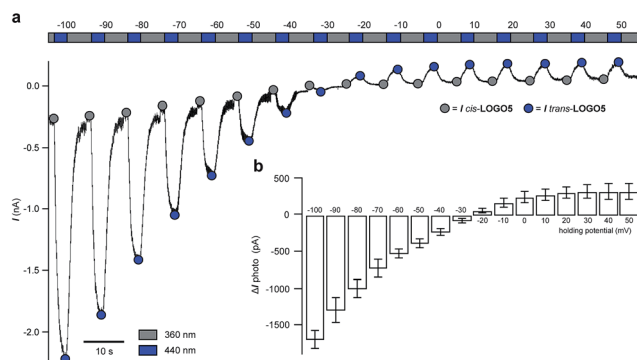 a
-100 -90 -80 -70 -60 -50 -40 -30 -20 -10 0 10 20 30 40 50
0.0
-0.5
-1.0
-1.5
-2.0
I (nA)
= I cis-LOGO5 = I trans-LOGO5
10 s
360 nm
440 nm
b
500
0
-500
-1000
-1500
ΔI photo (pA)
-100 -90 -80 -70 -60 -50 -40 -30
-20 -10 0 10 20 30 40 50
holding potential (mV)